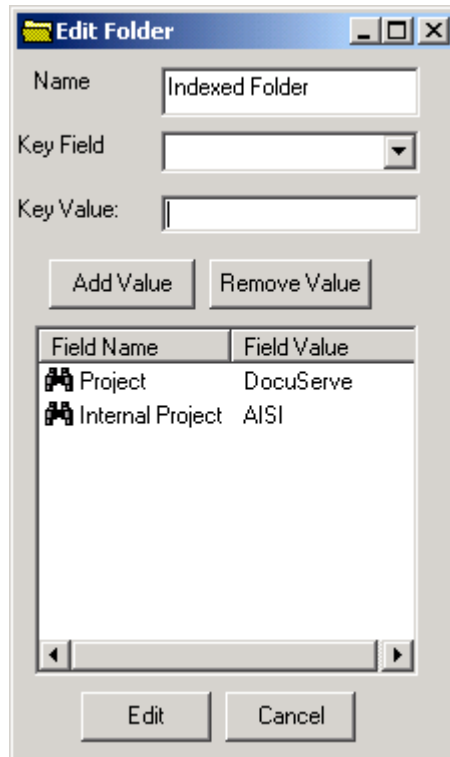 Edit Folder
Name Indexed Folder
Key Field
Key Value:
Add Value Remove Value
Field Name Field Value
Project DocuServe
Internal Project AISI
Edit Cancel